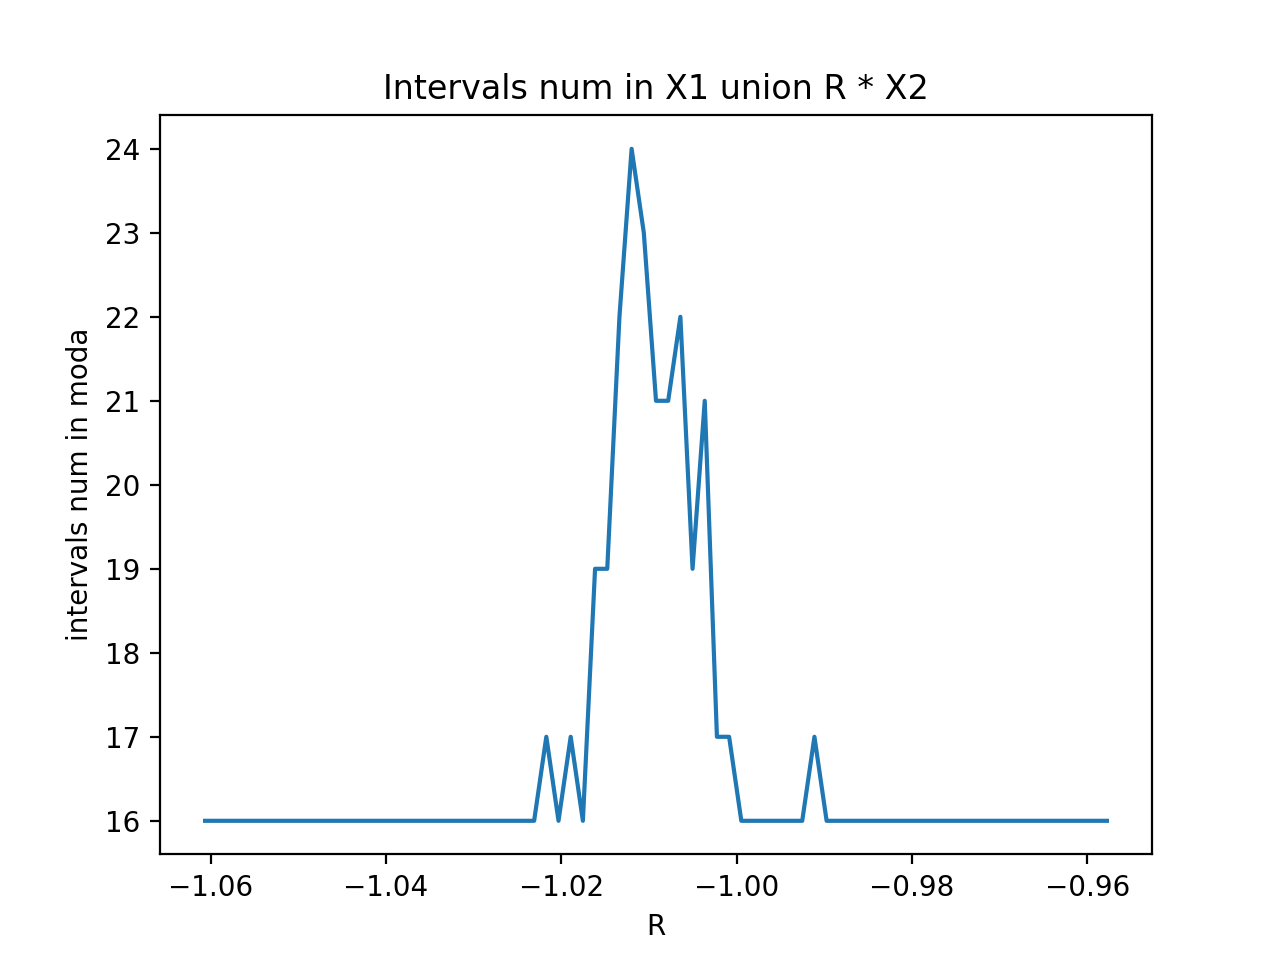 Intervals num in X1 union R * X2
intervals num in moda
24
23
22
21
20
19
18
17
16
−1.06 −1.04 −1.02 −1.00 −0.98 −0.96
R